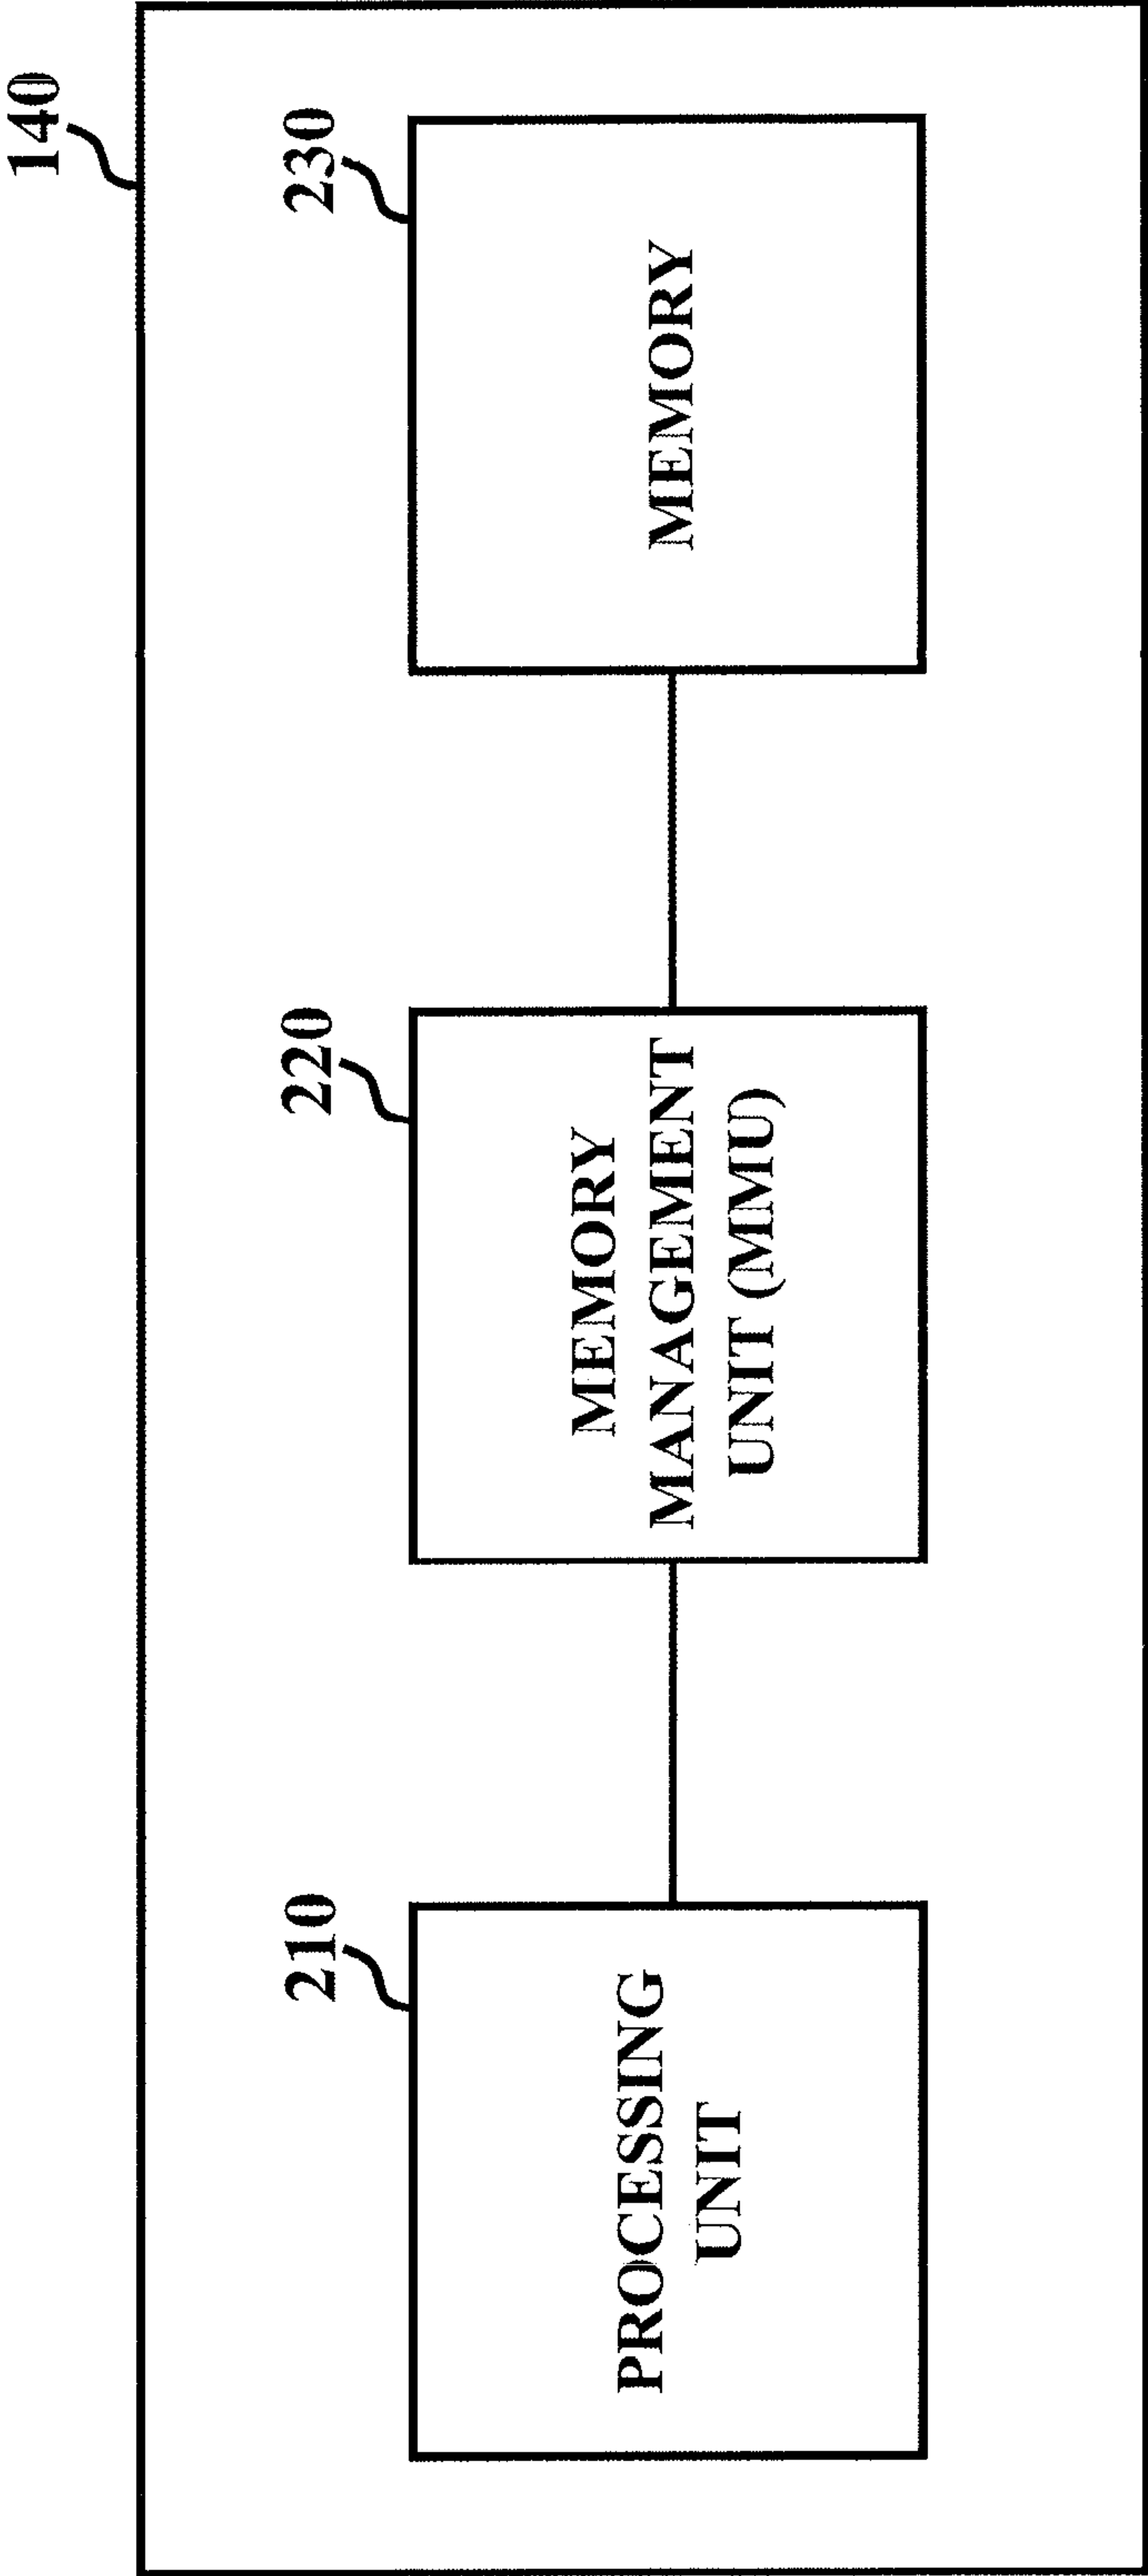 140
210
PROCESSING
UNIT
220
MEMORY
MANAGEMENT
UNIT (MMU)
230
MEMORY